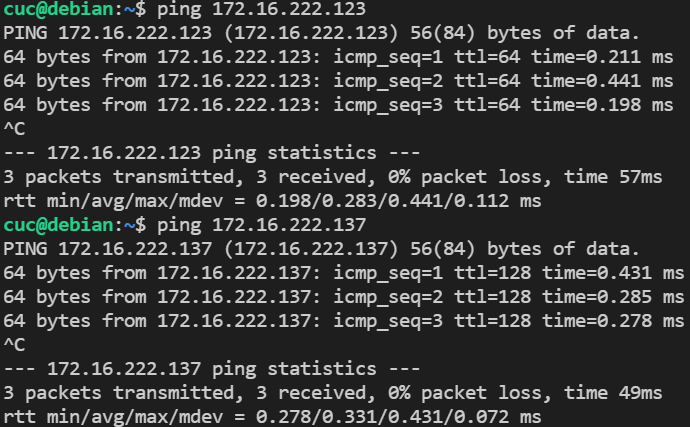 cuc@debian:~$ ping 172.16.222.123
PING 172.16.222.123 (172.16.222.123) 56(84) bytes of data.
64 bytes from 172.16.222.123: icmp_seq=1 ttl=64 time=0.211 ms
64 bytes from 172.16.222.123: icmp_seq=2 ttl=64 time=0.441 ms
64 bytes from 172.16.222.123: icmp_seq=3 ttl=64 time=0.198 ms
^C
--- 172.16.222.123 ping statistics ---
3 packets transmitted, 3 received, 0% packet loss, time 57ms
rtt min/avg/max/mdev = 0.198/0.283/0.441/0.112 ms
cuc@debian:~$ ping 172.16.222.137
PING 172.16.222.137 (172.16.222.137) 56(84) bytes of data.
64 bytes from 172.16.222.137: icmp_seq=1 ttl=128 time=0.431 ms
64 bytes from 172.16.222.137: icmp_seq=2 ttl=128 time=0.285 ms
64 bytes from 172.16.222.137: icmp_seq=3 ttl=128 time=0.278 ms
^C
--- 172.16.222.137 ping statistics ---
3 packets transmitted, 3 received, 0% packet loss, time 49ms
rtt min/avg/max/mdev = 0.278/0.331/0.431/0.072 ms